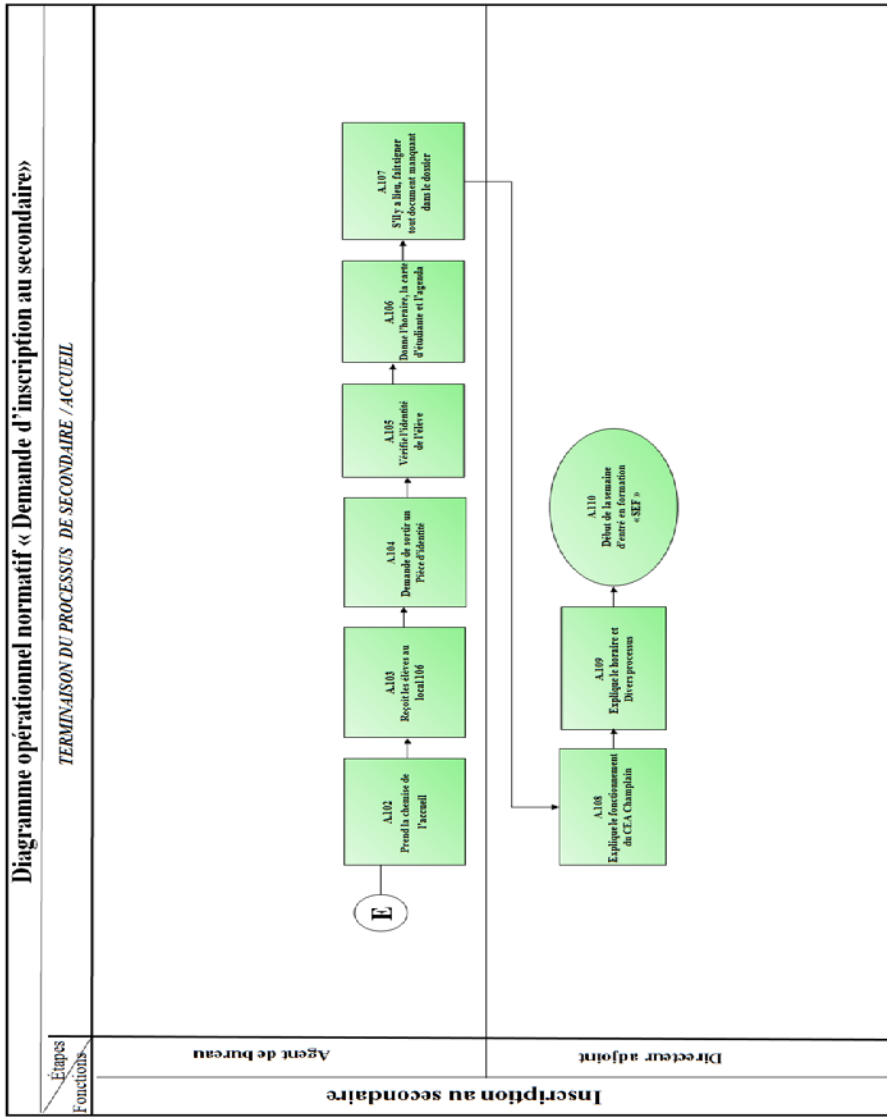 Diagramme opérationnel normatif « Demande d'inscription au secondaire»
Étapes
Fonctions
TERMINAISON DU PROCESSUS DE SECONDAIRE / ACCUEIL
Inscription au secondaire
Agent de bureau
E
A.102
Prend la chemise de
l'accueil
A.103
Reçoit les élèves au
local 106
A.104
Demande de sortir un
Pièce d'identité
A.105
Vérifie l'identité
de l'élève
A.106
Donne l'horaire, la carte
d'étudiante et l'agenda
A.107
S'il y a lieu, fait signer
tout document manquant
dans le dossier
Directeur adjoint
A.108
Explique le fonctionnement
du CEA Champlain
A.109
Explique le horaire et
Divers processus
A.110
Début de la semaine
d'entré en formation
« SEF »